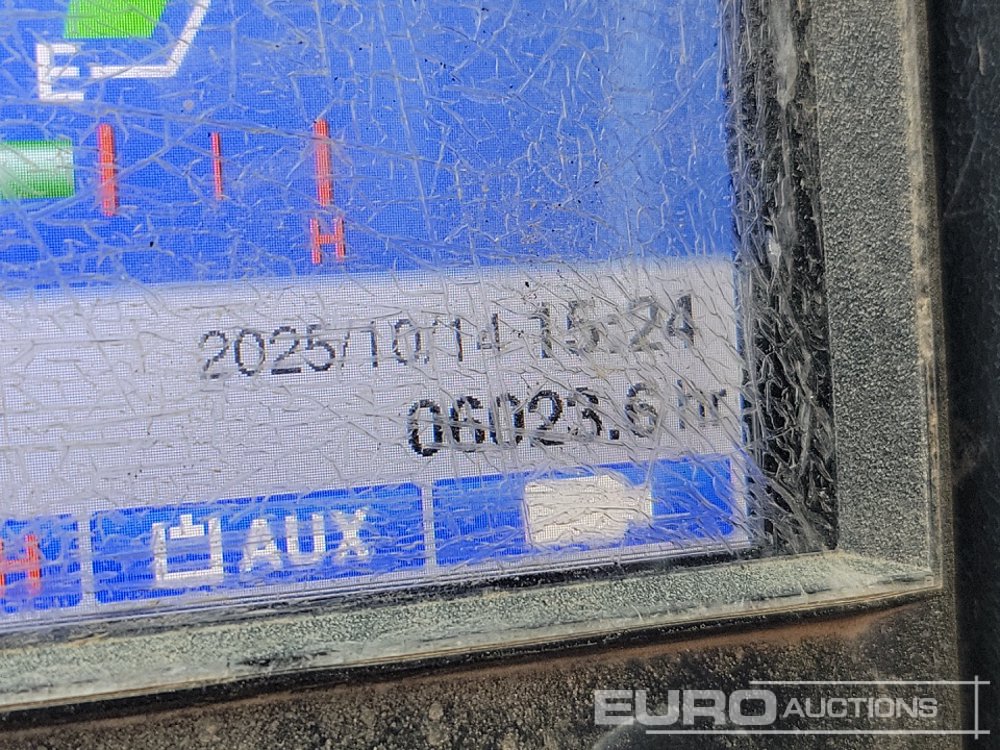 E
H
2025/10/14 15:24
06023.6 hr
H
AUX
EURO AUCTIONS